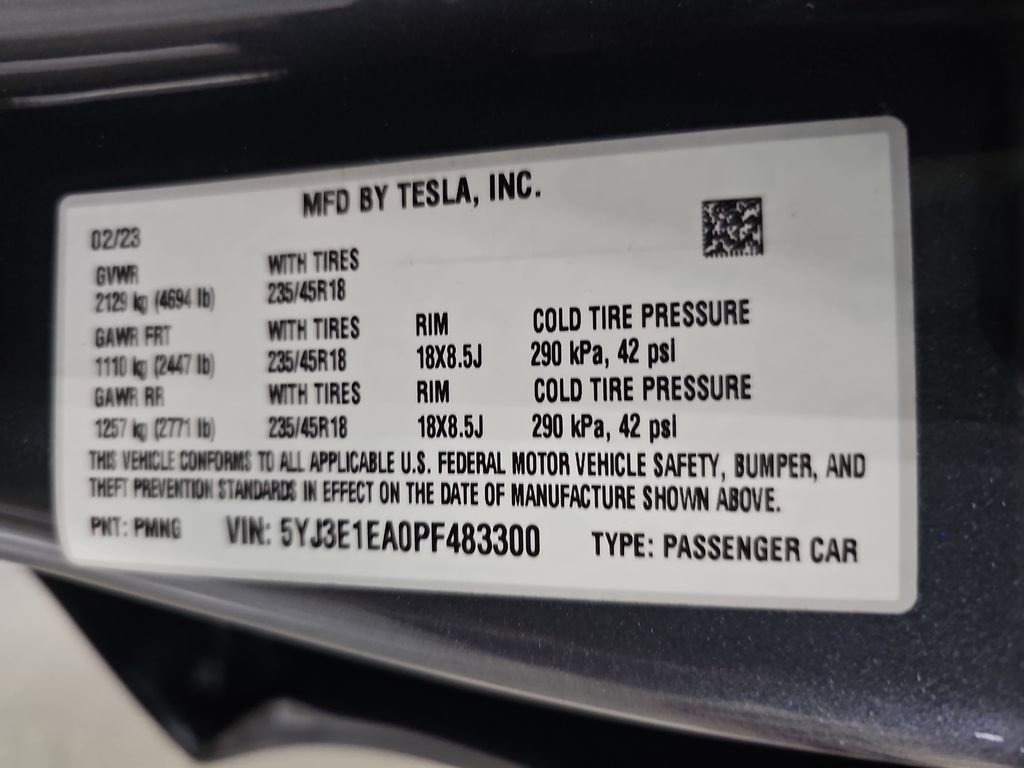 MFD BY TESLA, INC.
02/23
GVWR WITH TIRES
2129 kg (4694 lb) 235/45R18
GAWR FRT WITH TIRES RIM COLD TIRE PRESSURE
1110 kg (2447 lb) 235/45R18 18X8.5J 290 kPa, 42 psi
GAWR RR WITH TIRES RIM COLD TIRE PRESSURE
1257 kg (2771 lb) 235/45R18 18X8.5J 290 kPa, 42 psi
THIS VEHICLE CONFORMS TO ALL APPLICABLE U.S. FEDERAL MOTOR VEHICLE SAFETY, BUMPER, AND
THEFT PREVENTION STANDARDS IN EFFECT ON THE DATE OF MANUFACTURE SHOWN ABOVE.
PNT: PMNG VIN: 5YJ3E1EA0PF483300 TYPE: PASSENGER CAR